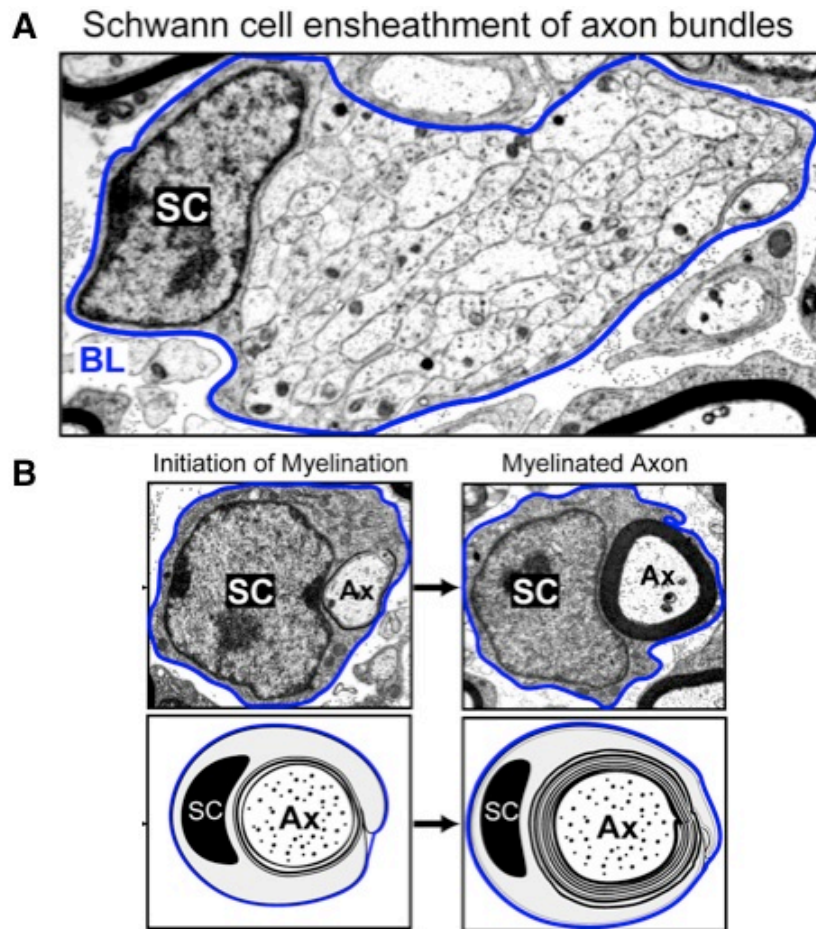 A
Schwann cell ensheathment of axon bundles
SC
BL
B
Initiation of Myelination
Myelinated Axon
SC
Ax
SC
Ax
SC
Ax
SC
Ax